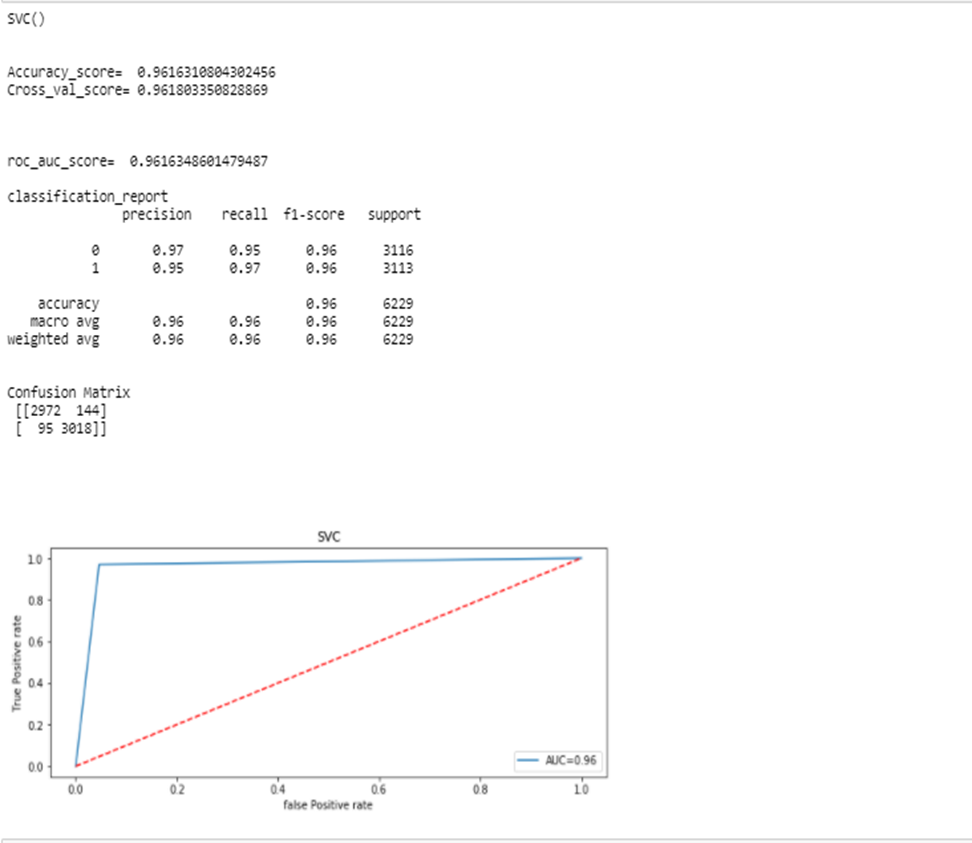 SVC()
Accuracy_score=  0.9616310804302456
Cross_val_score= 0.961803350828869
roc_auc_score=  0.9616348601479487
classification_report
precision    recall  f1-score   support
0       0.97      0.95      0.96      3116
1       0.95      0.97      0.96      3113
accuracy                           0.96      6229
macro avg       0.96      0.96      0.96      6229
weighted avg       0.96      0.96      0.96      6229
Confusion Matrix
[[2972  144]
[  95 3018]]
SVC
1.0
0.8
0.6
0.4
0.2
0.0
True Positive rate
AUC=0.96
0.0 0.2 0.4 0.6 0.8 1.0
false Positive rate